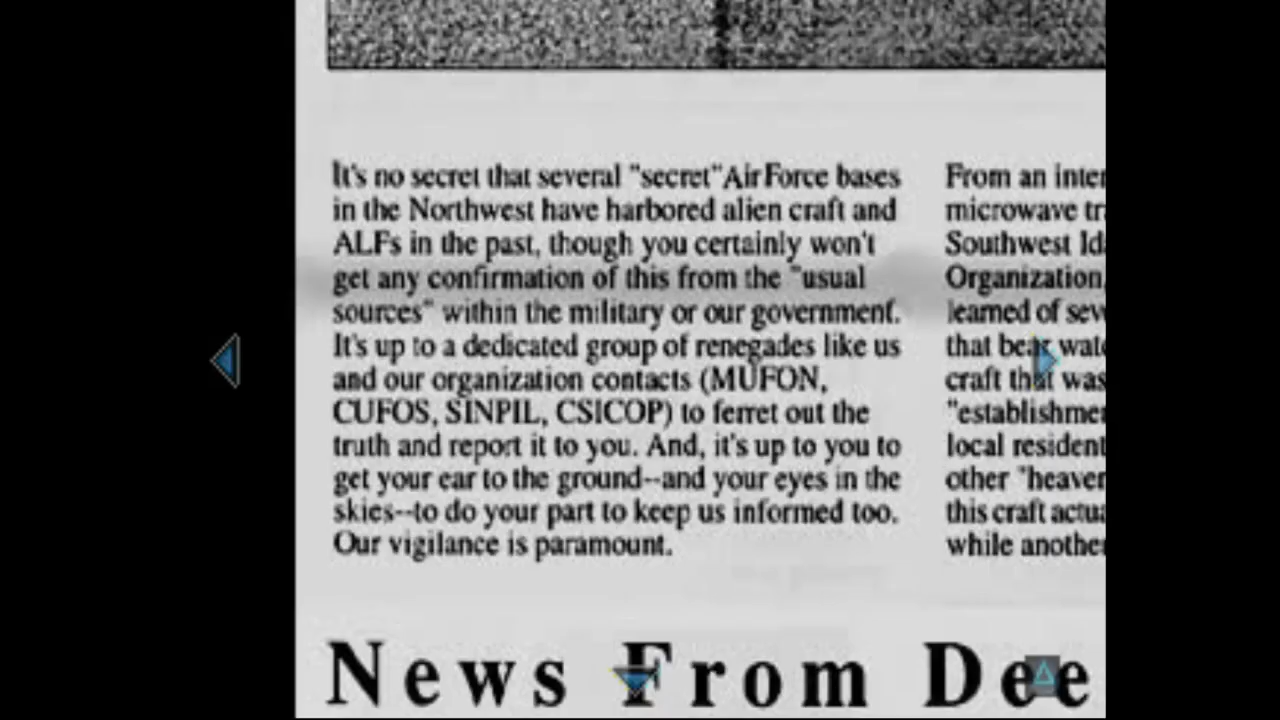 It's no secret that several "secret" Air Force bases
in the Northwest have harbored alien craft and
ALFs in the past, though you certainly won't
get any confirmation of this from the "usual
sources" within the military or our government.
It's up to a dedicated group of renegades like us
and our organization contacts (MUFON,
CUFOS, SINPIL, CSICOP) to ferret out the
truth and report it to you. And, it's up to you to
get your ear to the ground--and your eyes in the
skies--to do your part to keep us informed too.
Our vigilance is paramount.
From an inter
microwave tr
Southwest Id
Organization,
learned of sev
that bear wat
craft that was
"establishme
local resident
other "heaven
this craft actua
while another
News From Dee